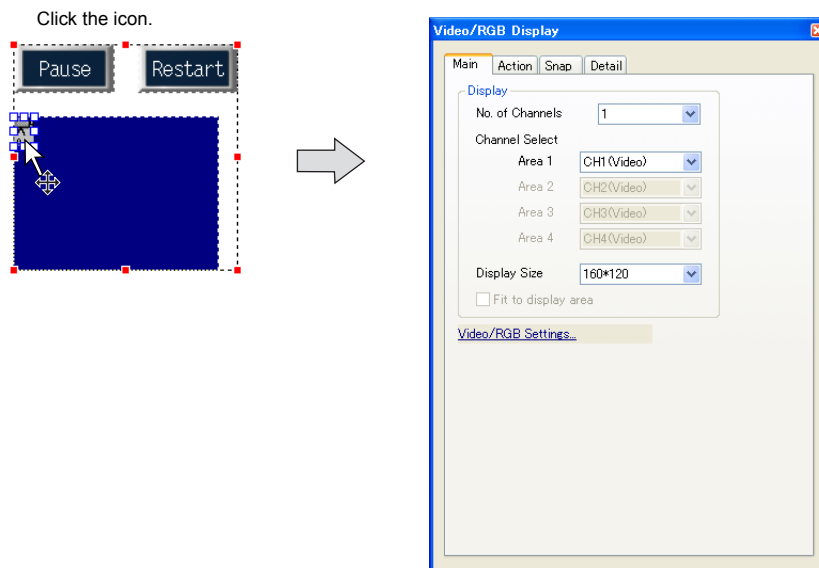 Click the icon.
Pause
Restart
Video/RGB Display
Main
Action
Snap
Detail
Display
No. of Channels
1
Channel Select
Area 1
CH1(Video)
Area 2
CH2(Video)
Area 3
CH3(Video)
Area 4
CH4(Video)
Display Size
160*120
Fit to display area
Video/RGB Settings...